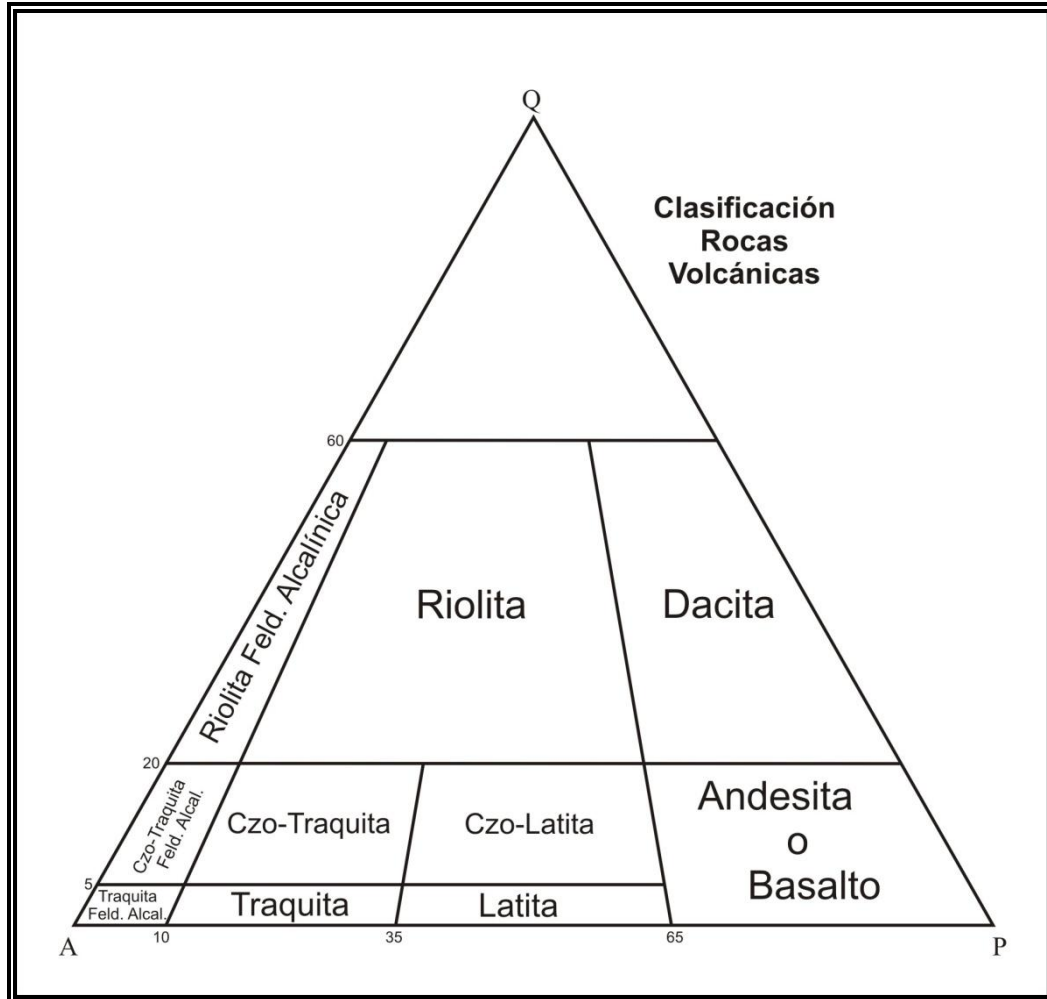 Q
Clasificación
Rocas
Volcánicas
60
Riolita Feld. Alcalínica
Riolita
Dacita
20
Czo-Traquita
Feld. Alcal.
Czo-Traquita
Czo-Latita
Andesita
o
Basalto
5
Traquita
Feld. Alcal.
Traquita
Latita
A
10
35
65
P